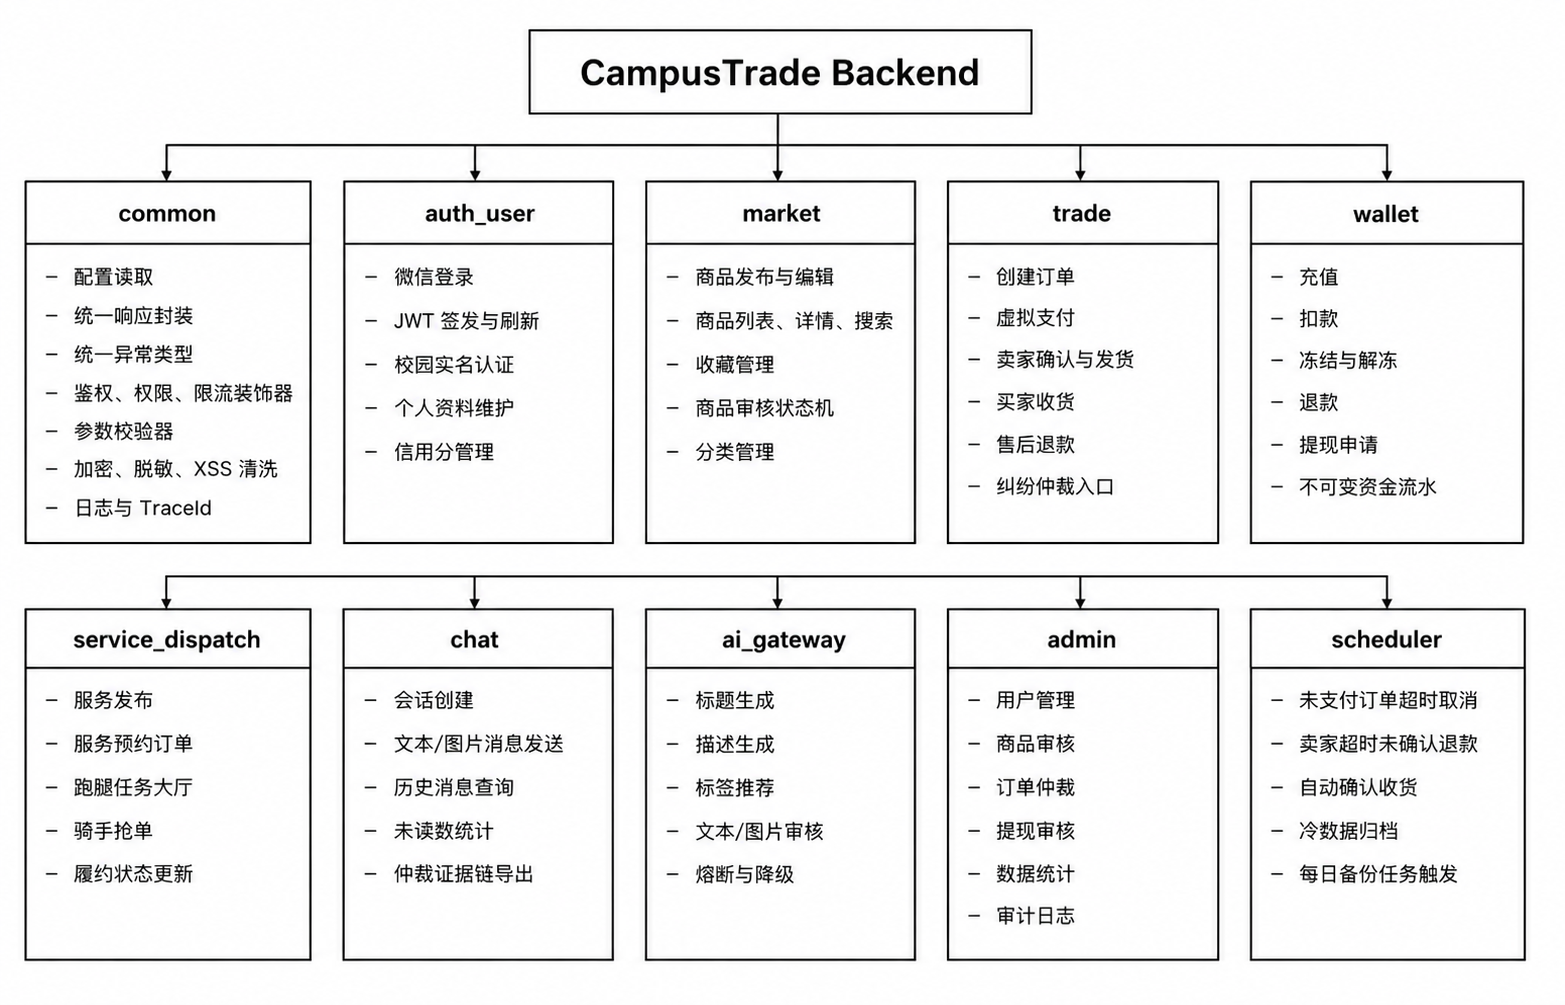 CampusTrade Backend
common
– 配置读取
– 统一响应封装
– 统一异常类型
– 鉴权、权限、限流装饰器
– 参数校验器
– 加密、脱敏、XSS 清洗
– 日志与 TraceId
auth_user
– 微信登录
– JWT 签发与刷新
– 校园实名认证
– 个人资料维护
– 信用分管理
market
– 商品发布与编辑
– 商品列表、详情、搜索
– 收藏管理
– 商品审核状态机
– 分类管理
trade
– 创建订单
– 虚拟支付
– 卖家确认与发货
– 买家收货
– 售后退款
– 纠纷仲裁入口
wallet
– 充值
– 扣款
– 冻结与解冻
– 退款
– 提现申请
– 不可变资金流水
service_dispatch
– 服务发布
– 服务预约订单
– 跑腿任务大厅
– 骑手抢单
– 履约状态更新
chat
– 会话创建
– 文本/图片消息发送
– 历史消息查询
– 未读数统计
– 仲裁证据链导出
ai_gateway
– 标题生成
– 描述生成
– 标签推荐
– 文本/图片审核
– 熔断与降级
admin
– 用户管理
– 商品审核
– 订单仲裁
– 提现审核
– 数据统计
– 审计日志
scheduler
– 未支付订单超时取消
– 卖家超时未确认退款
– 自动确认收货
– 冷数据归档
– 每日备份任务触发